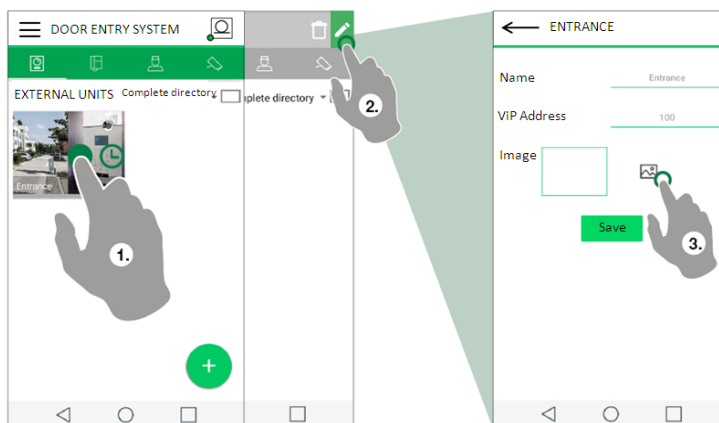 DOOR ENTRY SYSTEM
EXTERNAL UNITS Complete directory
Entrance
1.
+
plete directory
2.
ENTRANCE
Name Entrance
ViP Address 100
Image
Save
3.